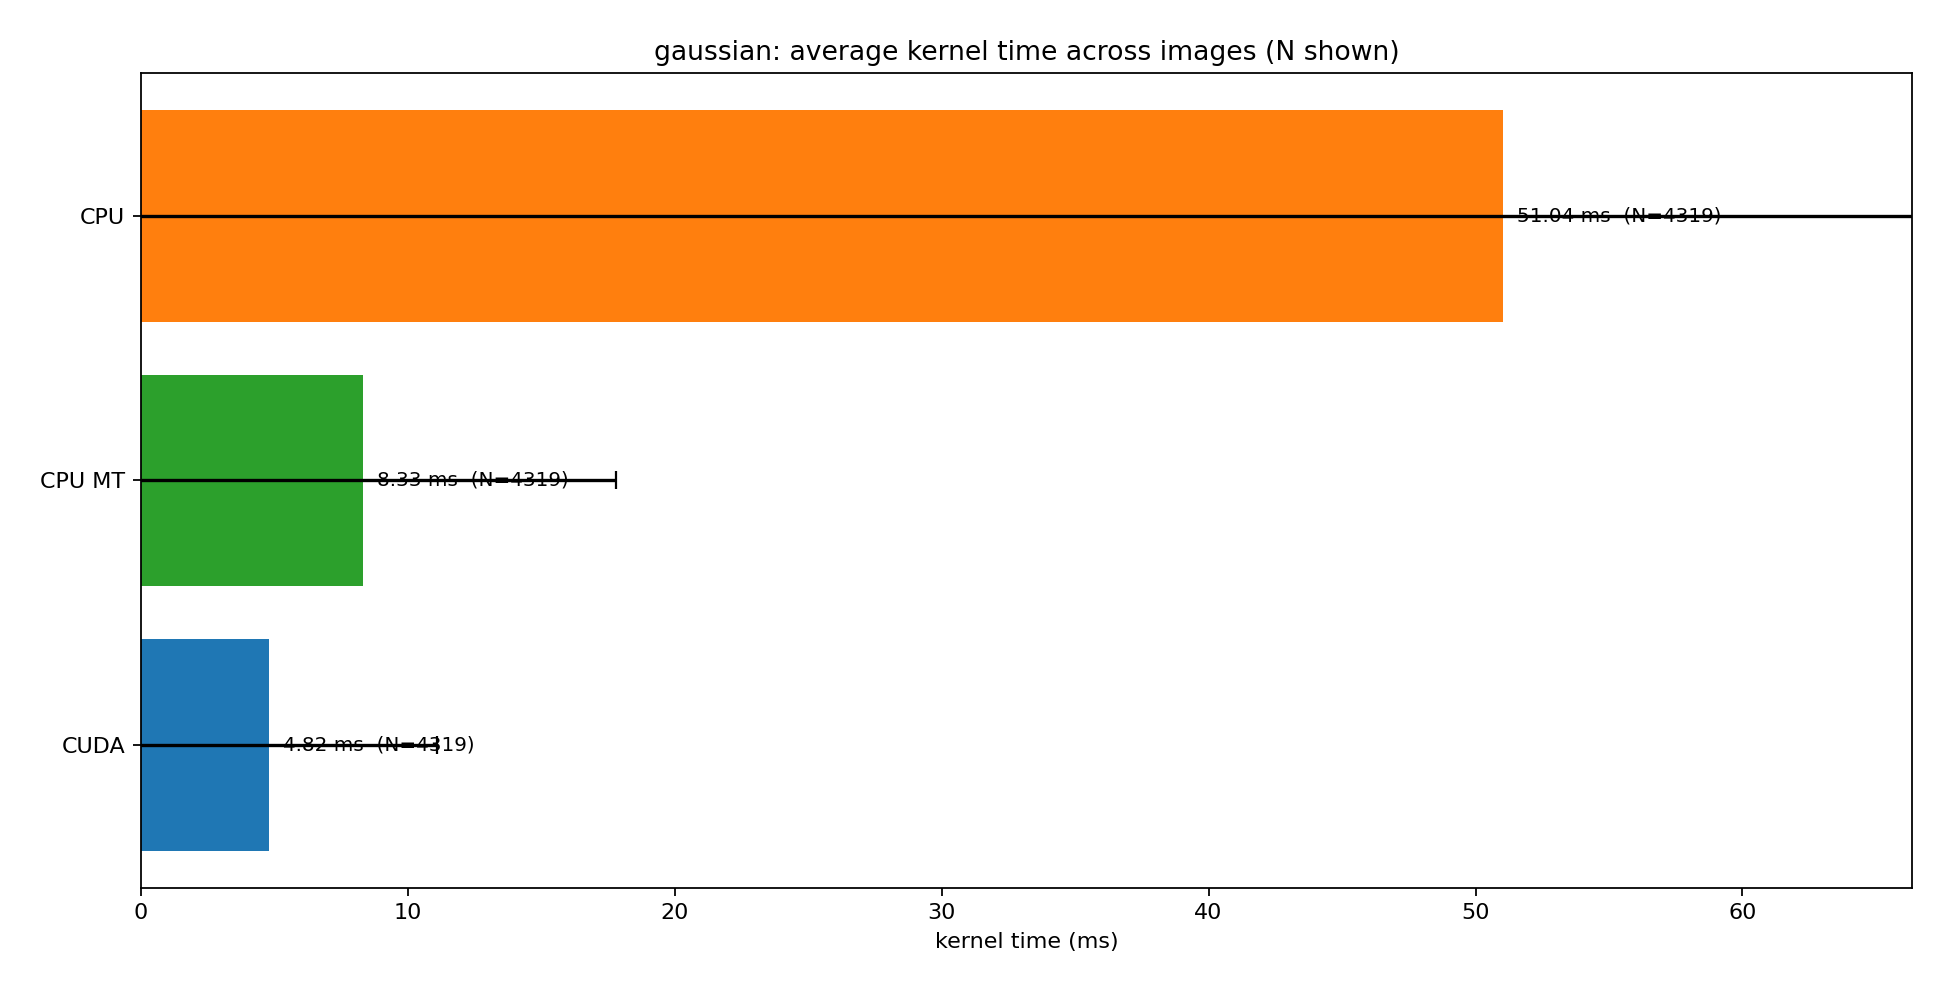 gaussian: average kernel time across images (N shown)
CPU
51.04 ms  (N=4319)
CPU MT
8.33 ms  (N=4319)
CUDA
4.82 ms  (N=4319)
0 10 20 30 40 50 60
kernel time (ms)